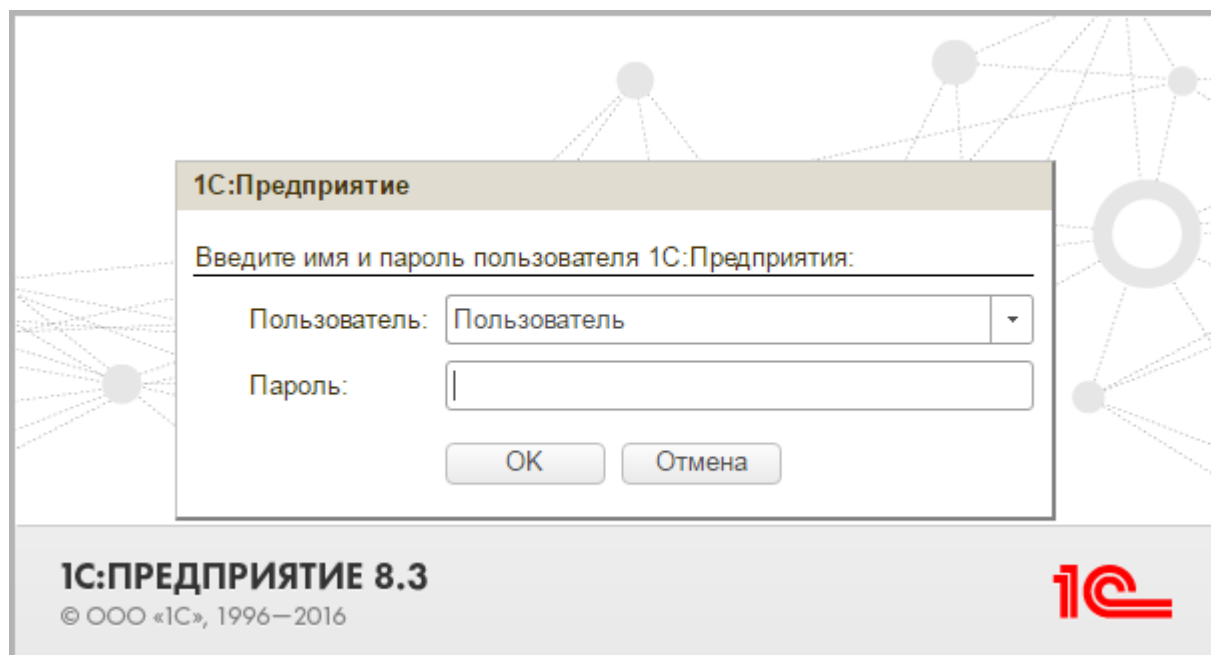 1С:Предприятие
Введите имя и пароль пользователя 1С:Предприятия:
Пользователь: Пользователь
Пароль:
OK Отмена
1С:ПРЕДПРИЯТИЕ 8.3
© ООО «1С», 1996—2016
1С